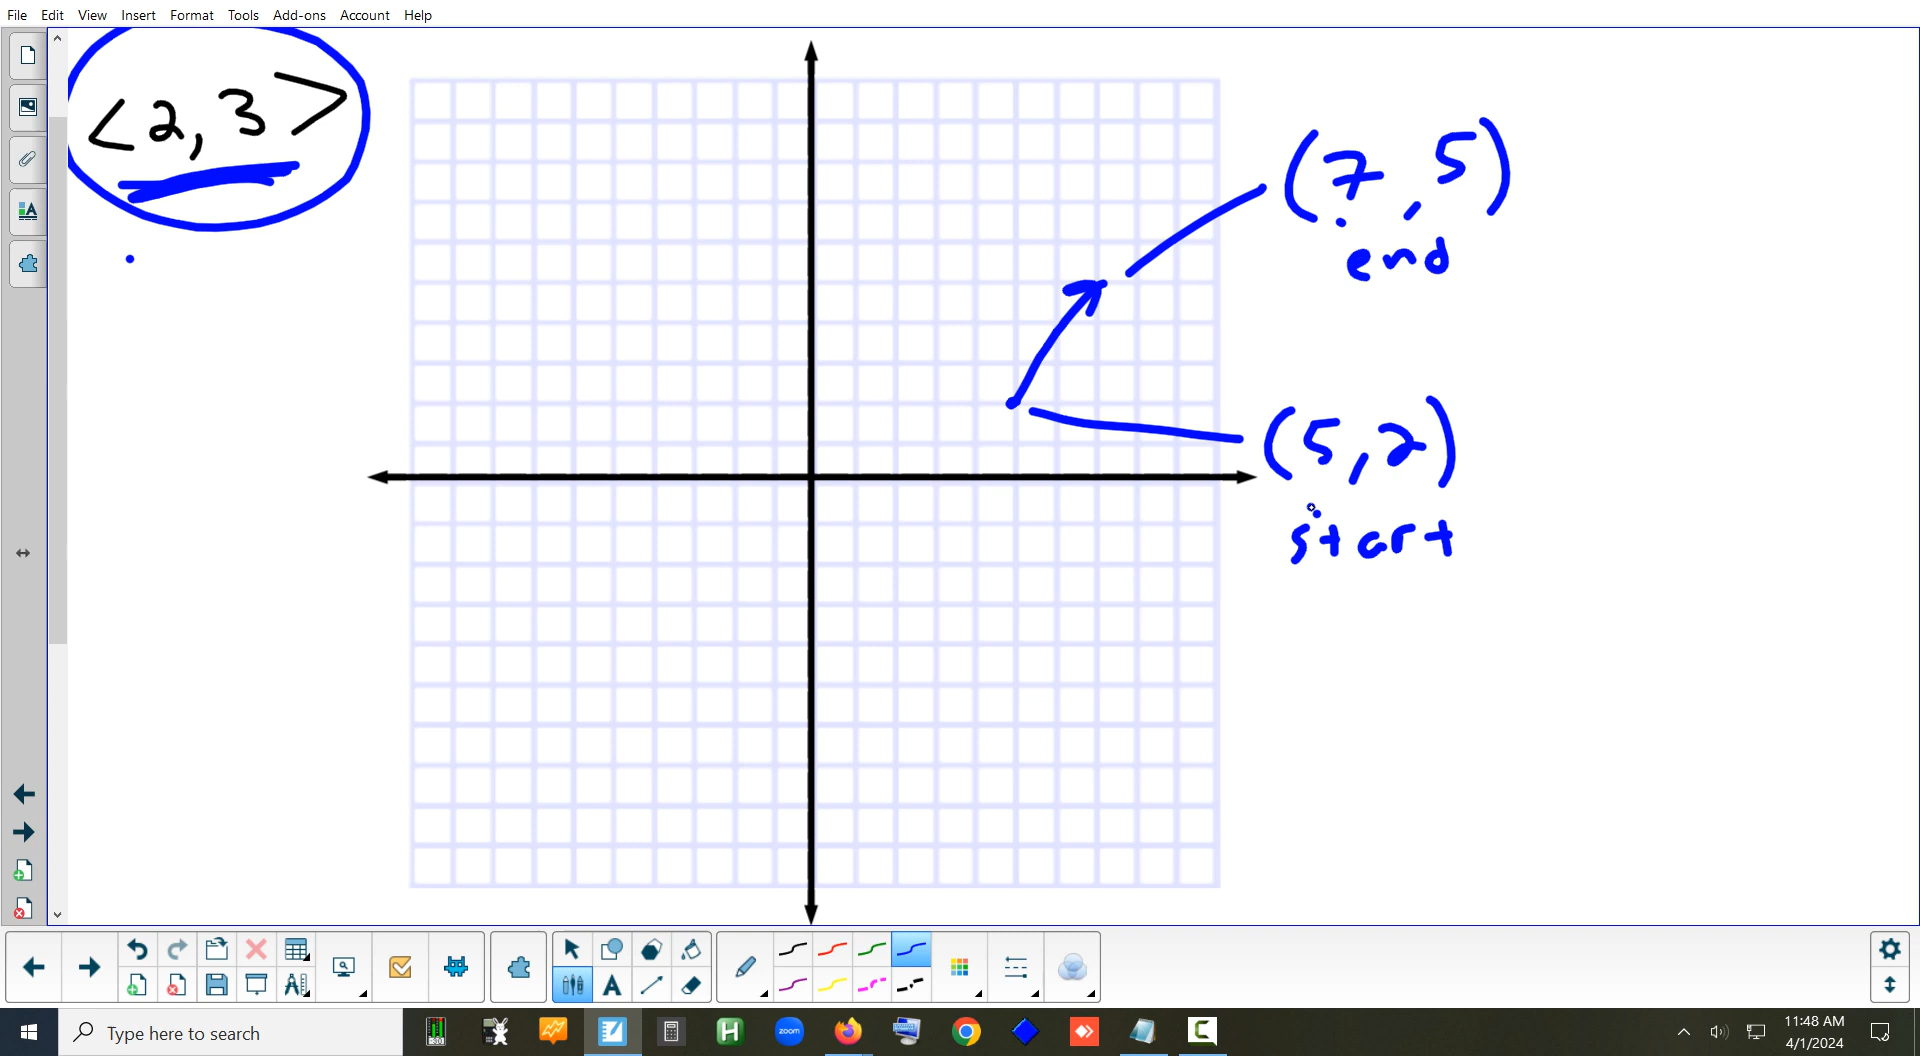 File Edit View Insert Format Tools Add-ons Account Help
<2, 3>
(7, 5)
end
(5, 2)
start
Type here to search
zoom
11:48 AM
4/1/2024